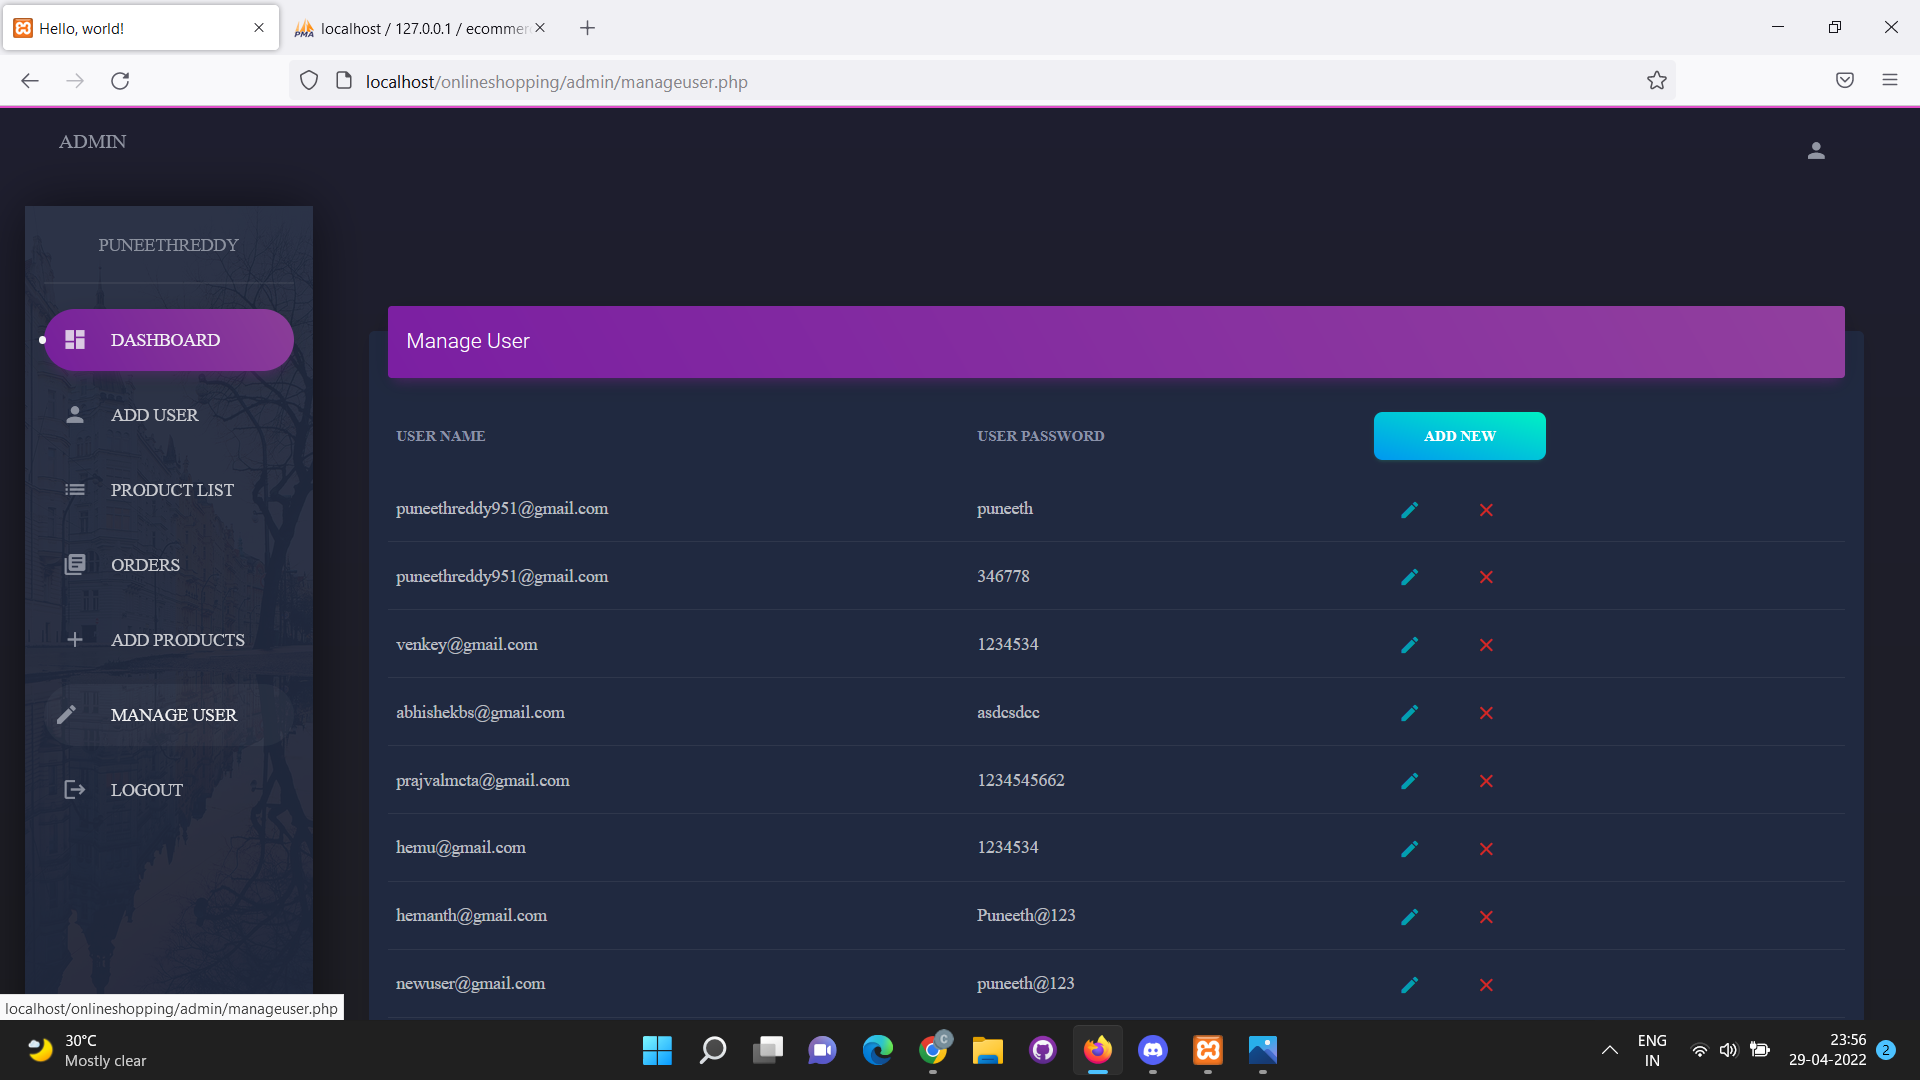 Hello, world!
localhost / 127.0.0.1 / ecommer
localhost/onlineshopping/admin/manageuser.php
ADMIN
PUNEETHREDDY
DASHBOARD
ADD USER
PRODUCT LIST
ORDERS
ADD PRODUCTS
MANAGE USER
LOGOUT
Manage User
USER NAME USER PASSWORD ADD NEW
puneethreddy951@gmail.com puneeth
puneethreddy951@gmail.com 346778
venkey@gmail.com 1234534
abhishekbs@gmail.com asdcsdcc
prajvalmcta@gmail.com 1234545662
hemu@gmail.com 1234534
hemanth@gmail.com Puneeth@123
newuser@gmail.com puneeth@123
localhost/onlineshopping/admin/manageuser.php
30°C
Mostly clear
C
ENG
IN
23:56
29-04-2022
2